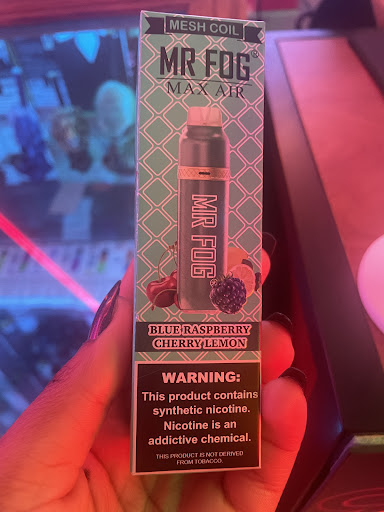 MESH COIL
MR FOG®
MAX AIR
MR FOG
BLUE RASPBERRY
CHERRY LEMON
WARNING:
This product contains
synthetic nicotine.
Nicotine is an
addictive chemical.
THIS PRODUCT IS NOT DERIVED
FROM TOBACCO.